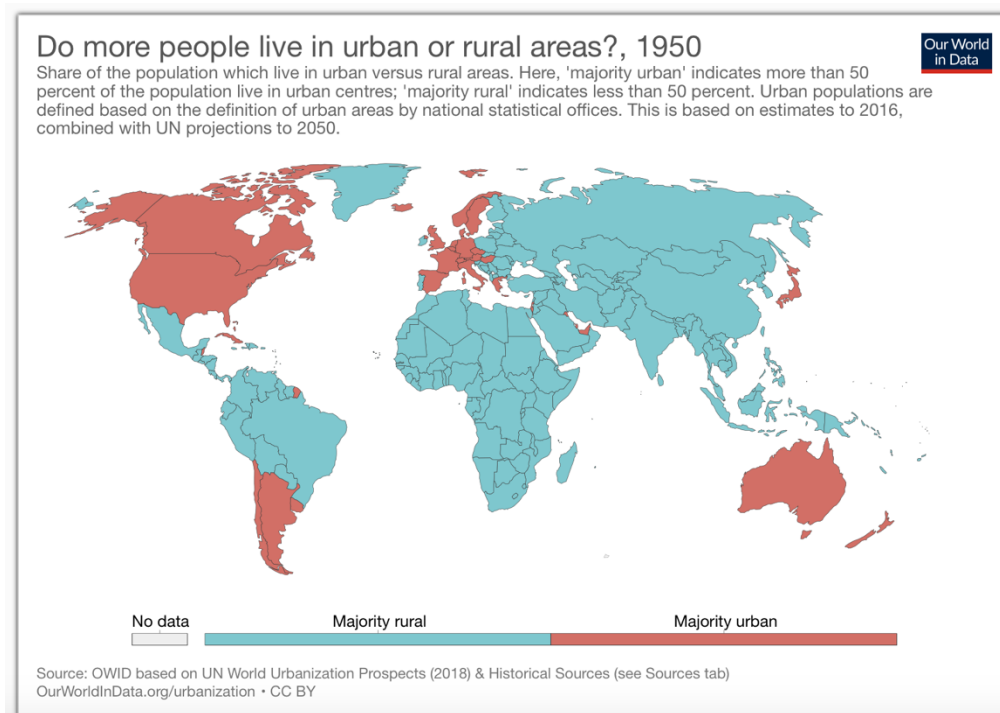 Do more people live in urban or rural areas?, 1950
Our World
in Data
Share of the population which live in urban versus rural areas. Here, 'majority urban' indicates more than 50
percent of the population live in urban centres; 'majority rural' indicates less than 50 percent. Urban populations are
defined based on the definition of urban areas by national statistical offices. This is based on estimates to 2016,
combined with UN projections to 2050.
No data
Majority rural
Majority urban
Source: OWID based on UN World Urbanization Prospects (2018) & Historical Sources (see Sources tab)
OurWorldInData.org/urbanization • CC BY